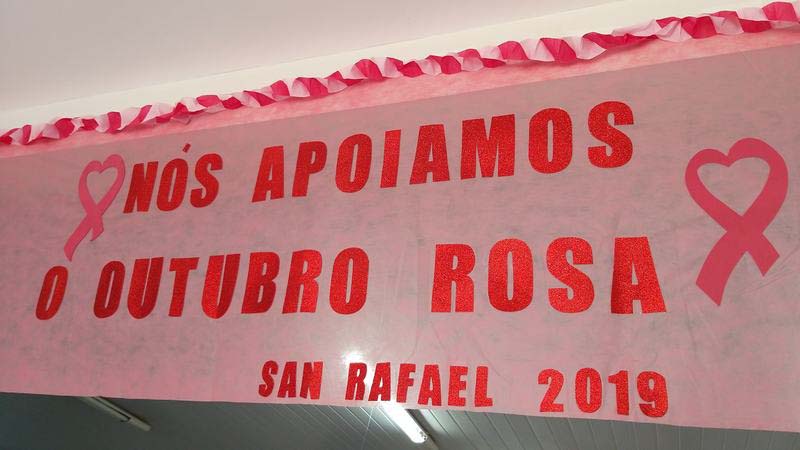 NÓS APOIAMOS
O OUTUBRO ROSA
SAN RAFAEL 2019